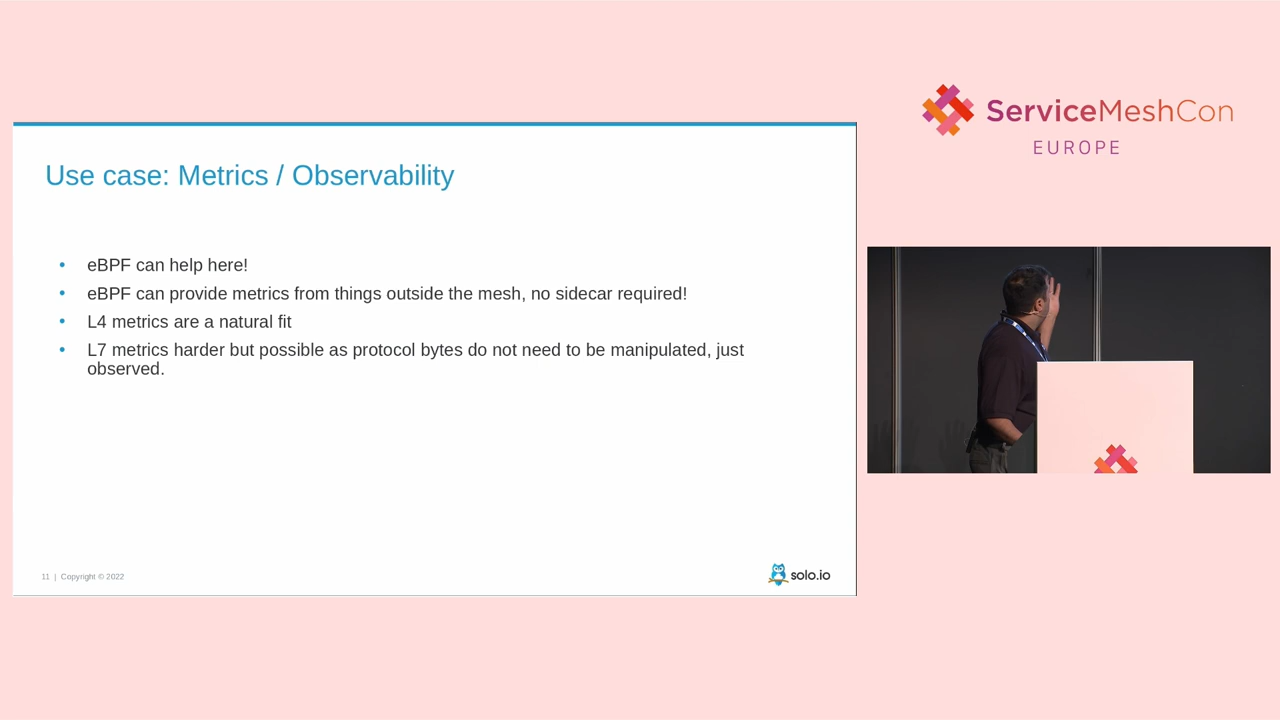 ServiceMeshCon
EUROPE
Use case: Metrics / Observability
• eBPF can help here!
• eBPF can provide metrics from things outside the mesh, no sidecar required!
• L4 metrics are a natural fit
• L7 metrics harder but possible as protocol bytes do not need to be manipulated, just
observed.
11 | Copyright © 2022
solo.io